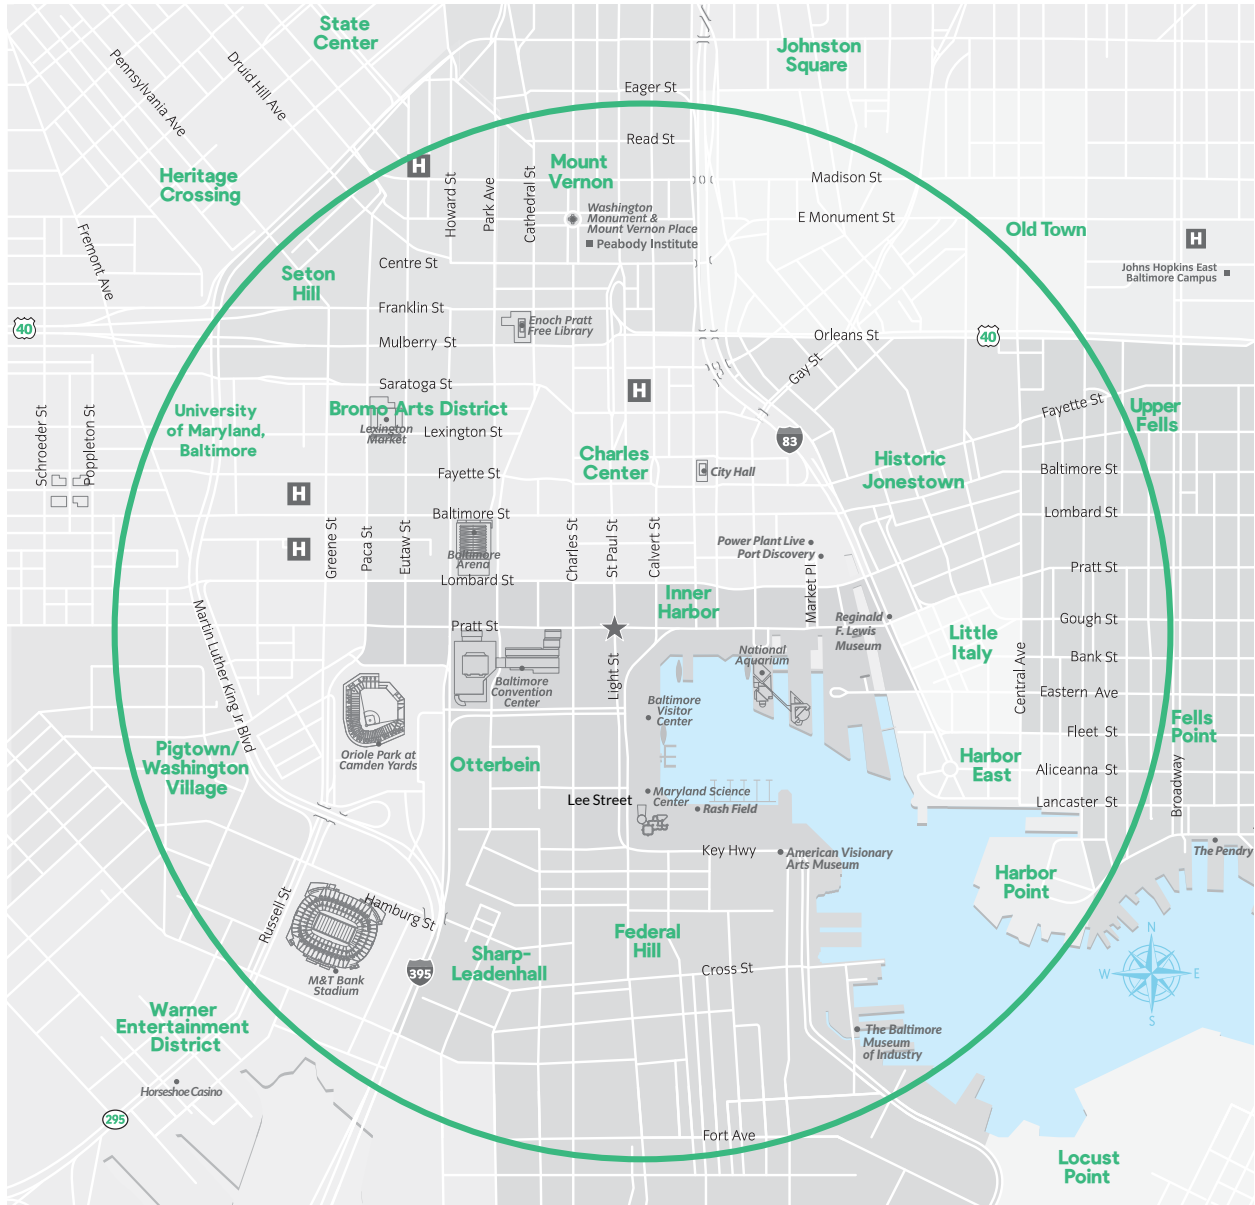 State
Center
Johnston
Square
Pennsylvania Ave
Druid Hill Ave
Eager St
Read St
Heritage
Crossing
H
Mount
Vernon
Madison St
Howard St
Park Ave
Cathedral St
Washington
Monument &
Mount Vernon Place
Peabody Institute
E Monument St
Old Town
H
Johns Hopkins East
Baltimore Campus
Fremont Ave
Seton
Hill
Centre St
Franklin St
Enoch Pratt
Free Library
40
Mulberry St
Orleans St
40
Gay St
Saratoga St
H
Schroeder St
Poppleton St
University
of Maryland,
Baltimore
Bromo Arts District
Lexington
Market
Lexington St
Fayette St
Upper
Fells
83
Charles
Center
City Hall
Historic
Jonestown
Fayette St
Baltimore St
H
Baltimore St
Lombard St
Greene St
Paca St
Eutaw St
Baltimore
Arena
Charles St
St Paul St
Calvert St
Power Plant Live
Port Discovery
H
Lombard St
Market Pl
Pratt St
Inner
Harbor
Martin Luther King Jr Blvd
Pratt St
Reginald
F. Lewis
Museum
Little
Italy
Gough St
Central Ave
Bank St
National
Aquarium
Light St
Baltimore
Convention
Center
Eastern Ave
Baltimore
Visitor
Center
Fleet St
Fells
Point
Oriole Park at
Camden Yards
Pigtown/
Washington
Village
Otterbein
Harbor
East
Aliceanna St
Broadway
Lee Street
Maryland Science
Center
Rash Field
Lancaster St
Key Hwy
American Visionary
Arts Museum
The Pendry
Harbor
Point
Russell St
Hamburg St
Federal
Hill
N
W
E
S
Sharp-
Leadenhall
395
Cross St
M&T Bank
Stadium
Warner
Entertainment
District
The Baltimore
Museum
of Industry
Horseshoe Casino
295
Fort Ave
Locust
Point